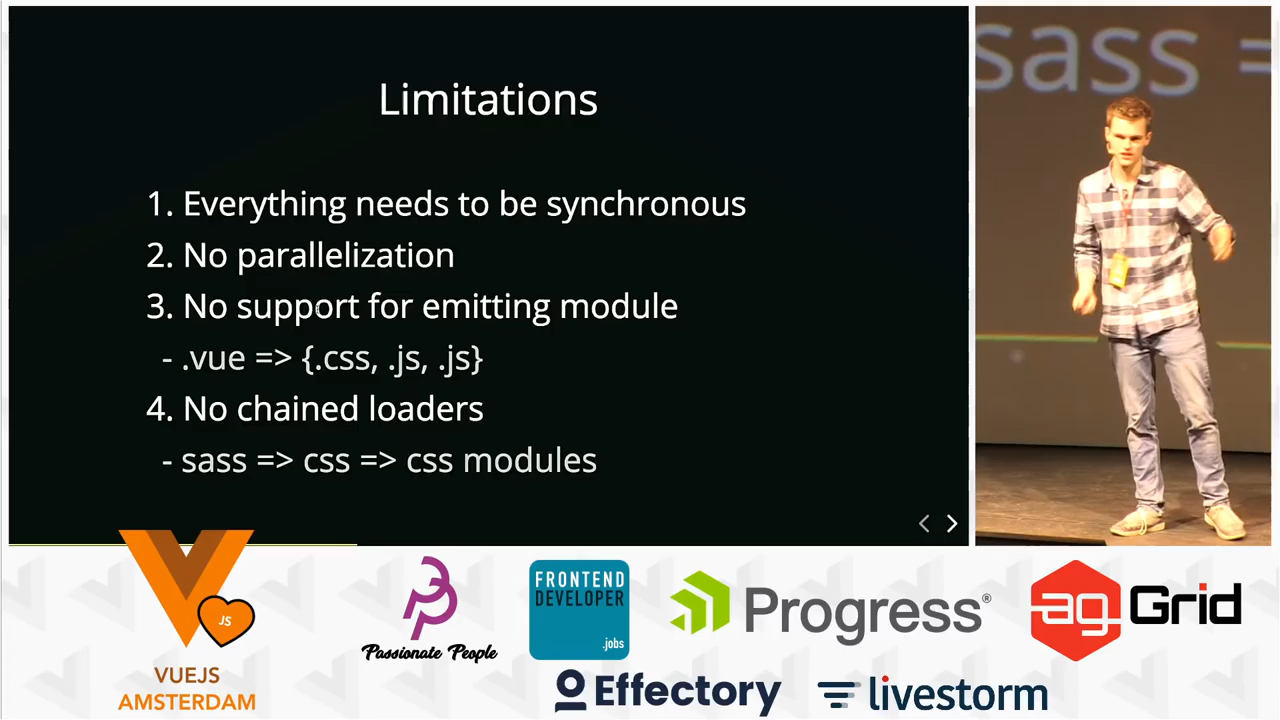 Limitations
1. Everything needs to be synchronous
2. No parallelization
3. No support for emitting module
- .vue => {.css, .js, .js}
4. No chained loaders
- sass => css => css modules
sass =
JS
VUEJS
AMSTERDAM
Passionate People
FRONTEND
DEVELOPER
.jobs
Progress®
ag Grid
Effectory
livestorm